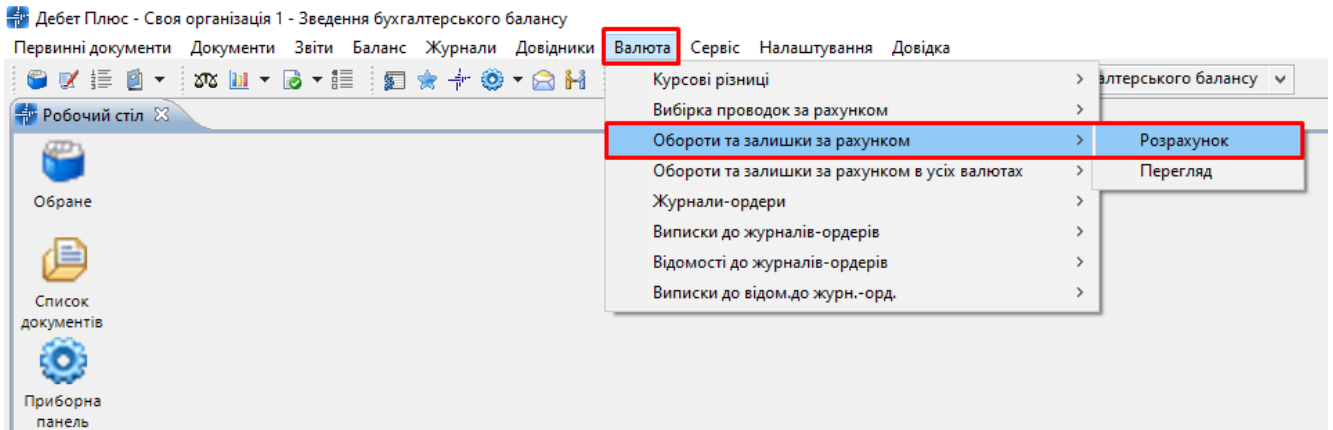 Дебет Плюс - Своя організація 1 - Зведення бухгалтерського балансу
Первинні документи Документи Звіти Баланс Журнали Довідники Валюта Сервіс Налаштування Довідка
алтерського балансу
Робочий стіл
Курсові різниці
Вибірка проводок за рахунком
Обороти та залишки за рахунком
Розрахунок
Обороти та залишки за рахунком в усіх валютах
Перегляд
Журнали-ордери
Виписки до журналів-ордерів
Відомості до журналів-ордерів
Виписки до відом.до журн.-орд.
Обране
Список
документів
Приборна
панель